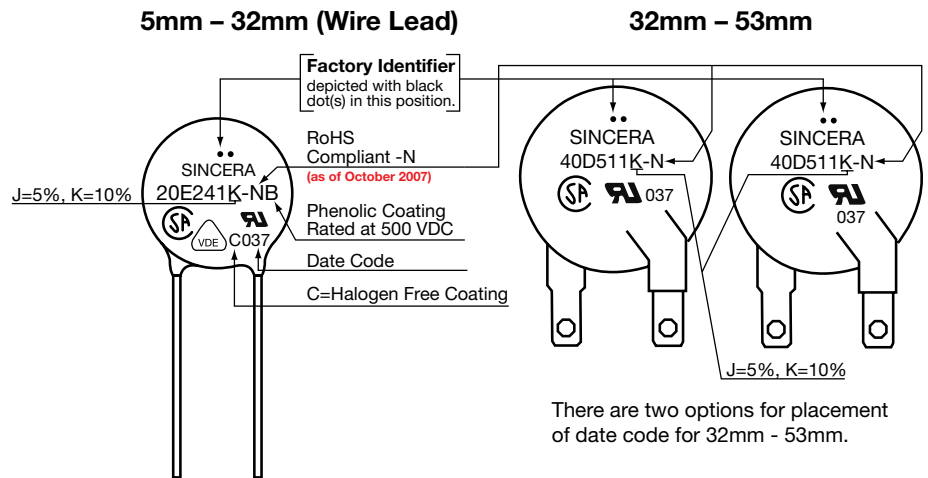 5mm – 32mm (Wire Lead)
32mm – 53mm
Factory Identifier
depicted with black
dot(s) in this position.
RoHS
Compliant -N
(as of October 2007)
J=5%, K=10%
SINCERA
20E241K-NB
SA
VDE
C037
Phenolic Coating
Rated at 500 VDC
Date Code
C=Halogen Free Coating
SINCERA
40D511K-N
SA
037
SINCERA
40D511K-N
SA
037
J=5%, K=10%
There are two options for placement
of date code for 32mm - 53mm.